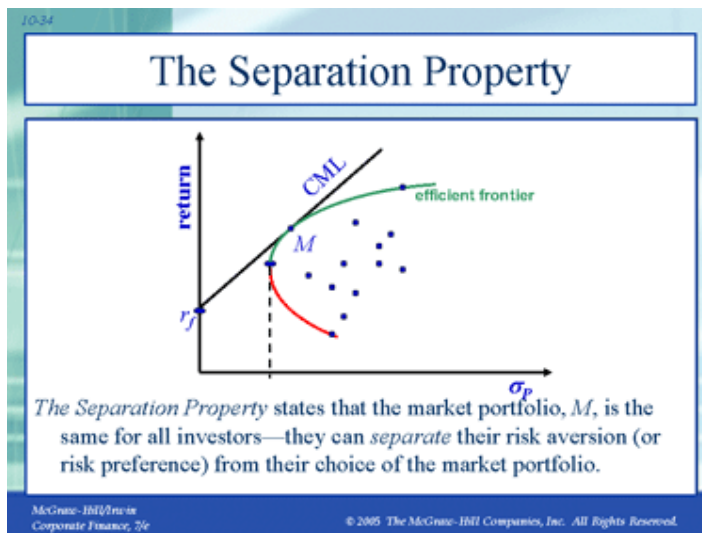 10-34
The Separation Property
return
CML
efficient frontier
M
rf
σP
The Separation Property states that the market portfolio, M, is the
same for all investors—they can separate their risk aversion (or
risk preference) from their choice of the market portfolio.
McGraw-Hill/Irwin
Corporate Finance, 7/e
© 2005 The McGraw-Hill Companies, Inc. All Rights Reserved.